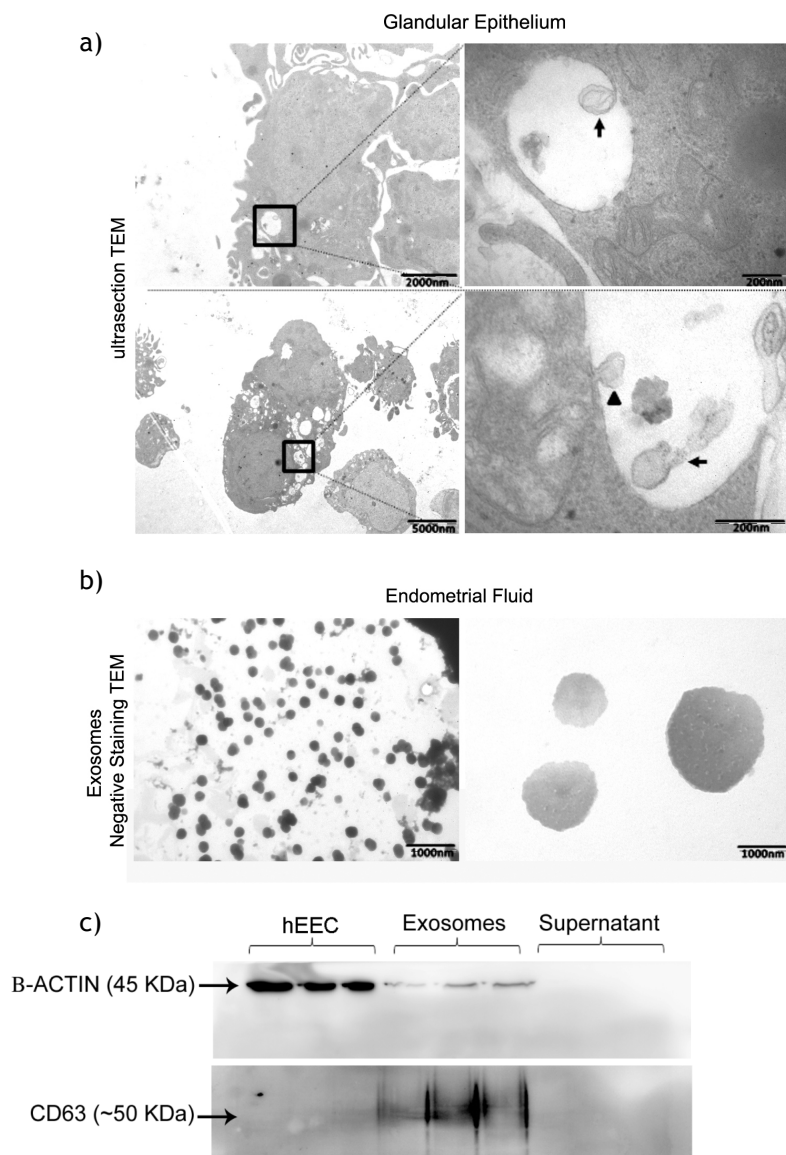 Glandular Epithelium
a)
ultrasection TEM
2000nm
200nm
5000nm
200nm
b)
Endometrial Fluid
Exosomes
Negative Staining TEM
1000nm
1000nm
c)
hEEC Exosomes Supernatant
B-ACTIN (45 KDa)
CD63 (~50 KDa)